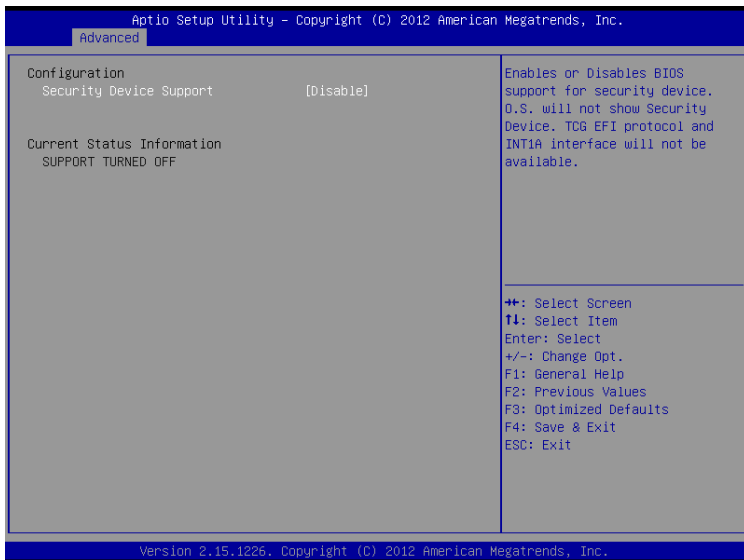 Aptio Setup Utility – Copyright (C) 2012 American Megatrends, Inc.
Advanced
Configuration
Security Device Support [Disable]
Current Status Information
SUPPORT TURNED OFF
Enables or Disables BIOS
support for security device.
O.S. will not show Security
Device. TCG EFI protocol and
INT1A interface will not be
available.
→←: Select Screen
↑↓: Select Item
Enter: Select
+/-: Change Opt.
F1: General Help
F2: Previous Values
F3: Optimized Defaults
F4: Save & Exit
ESC: Exit
Version 2.15.1226. Copyright (C) 2012 American Megatrends, Inc.